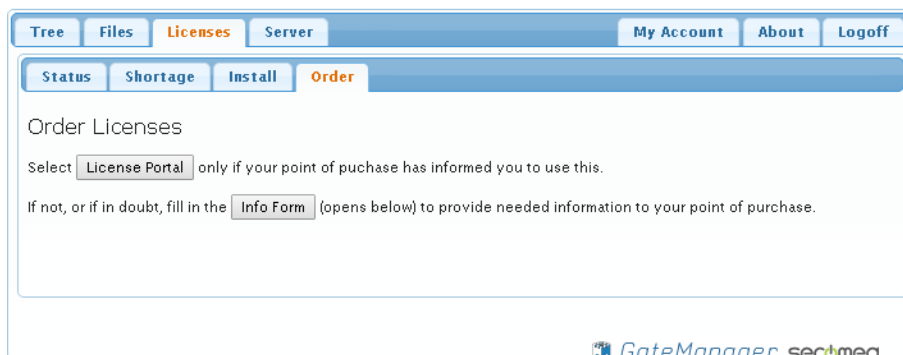 Tree Files Licenses Server My Account About Logoff
Status Shortage Install Order
Order Licenses
Select License Portal only if your point of puchase has informed you to use this.
If not, or if in doubt, fill in the Info Form (opens below) to provide needed information to your point of purchase.
GateManager secomea